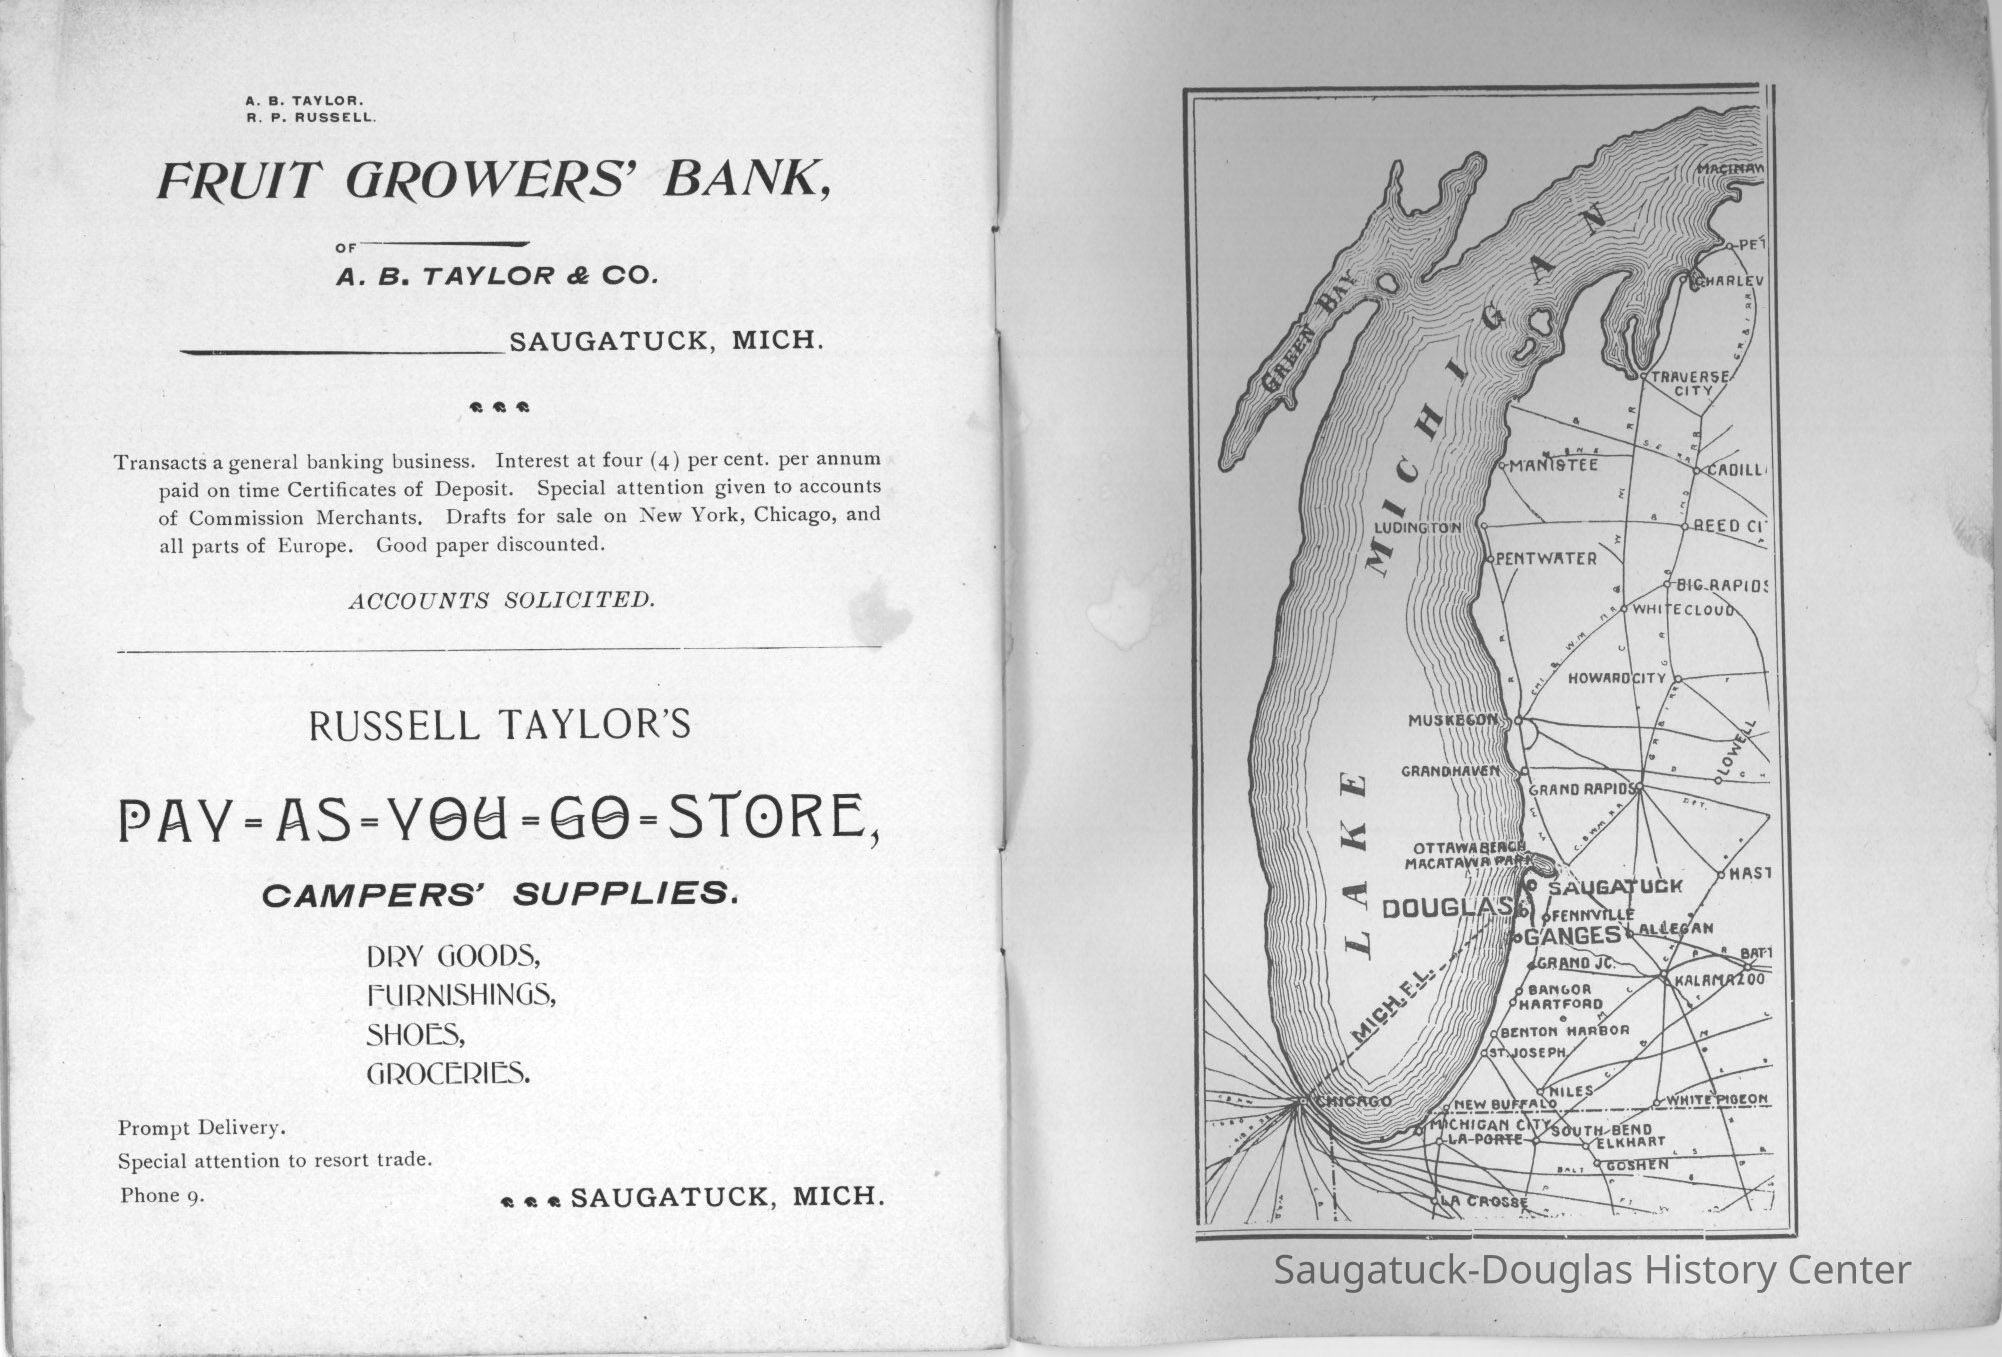 A. B. TAYLOR.
R. P. RUSSELL.
FRUIT GROWERS' BANK,
OF
A. B. TAYLOR & CO.
SAUGATUCK, MICH.
Transacts a general banking business. Interest at four (4) per cent. per annum
paid on time Certificates of Deposit. Special attention given to accounts
of Commission Merchants. Drafts for sale on New York, Chicago, and
all parts of Europe. Good paper discounted.
ACCOUNTS SOLICITED.
RUSSELL TAYLOR'S
PAY=AS=YOU=GO=STORE,
CAMPERS' SUPPLIES.
DRY GOODS,
FURNISHINGS,
SHOES,
GROCERIES.
Prompt Delivery.
Special attention to resort trade.
Phone 9.
SAUGATUCK, MICH.
MACINAW
PET
CHARLEV
GREEN BAY
LAKE MICHIGAN
TRAVERSE
CITY
MANISTEE
CADILL
LUDINGTON
REED CI
PENTWATER
BIG RAPIDS
WHITECLOUD
HOWARD CITY
MUSKEGON
LOWELL
GRANDHAVEN
GRAND RAPIDS
OTTAWA BEACH
MACATAWA PARK
HAST
SAUGATUCK
DOUGLAS
FENNVILLE
GANGES
ALLEGAN
BATT
GRAND JC.
KALAMAZOO
MICH.E.L.
BANGOR
HARTFORD
BENTON HARBOR
ST. JOSEPH
NILES
CHICAGO
NEW BUFFALO
WHITE PIGEON
MICHIGAN CITY
SOUTH BEND
LA-PORTE
ELKHART
GOSHEN
LA CROSSE
Saugatuck-Douglas History Center